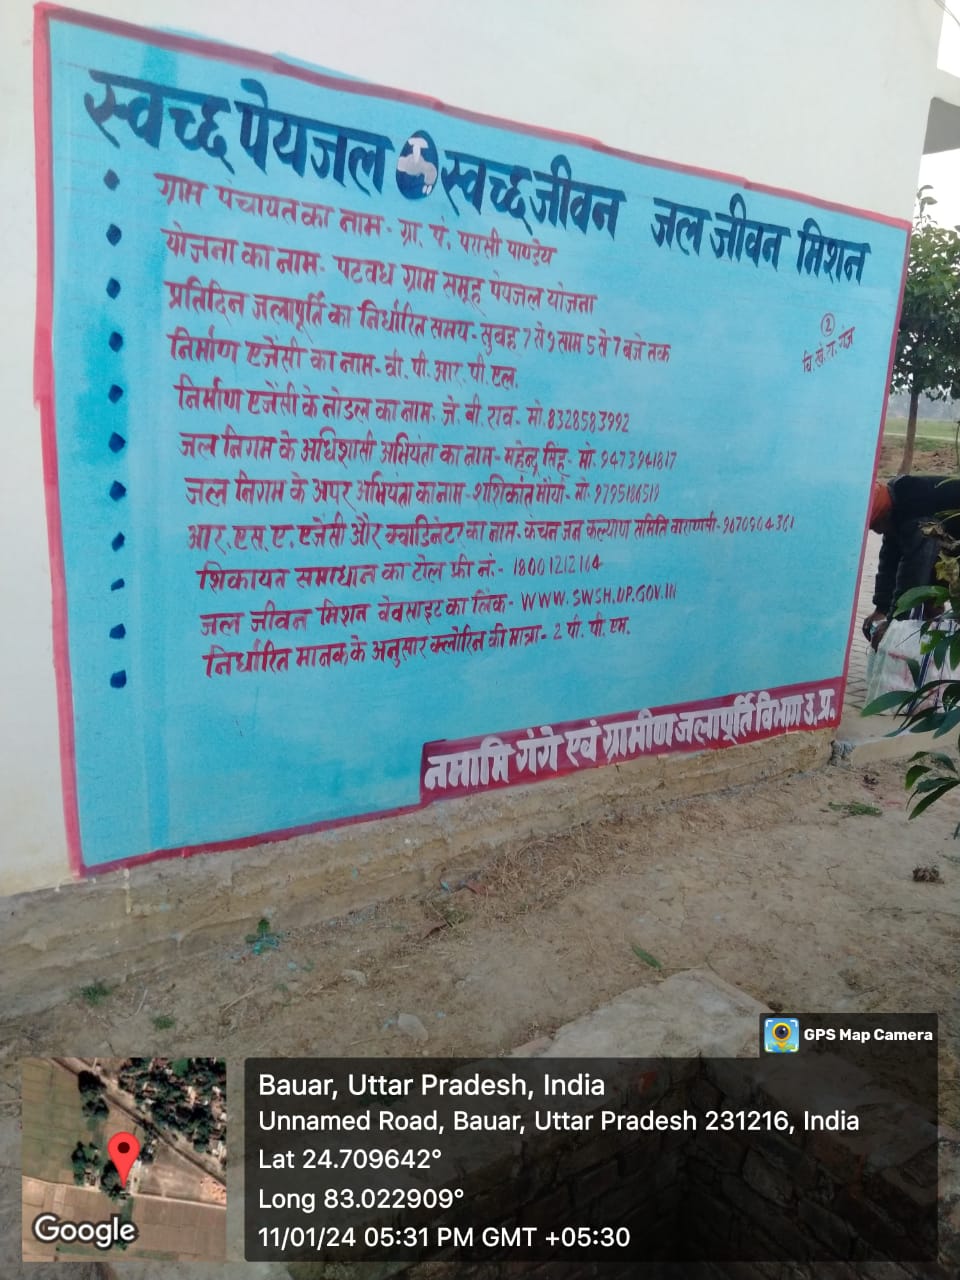 स्वच्छ पेयजल स्वच्छ जीवन जल जीवन मिशन
ग्राम पंचायत का नाम- ग्रा. पं. परासी पाण्डेय
योजना का नाम- पटवध ग्राम समूह पेयजल योजना
प्रतिदिन जलापूर्ति का निर्धारित समय- सुबह 7 से 9 साम 5 से 7 बजे तक
निर्माण एजेंसी का नाम- वी. पी. आर. पी. एल.
निर्माण एजेंसी के नोडल का नाम- जे. बी. राव- मो. 8328583992
जल निगम के अधिशासी अभियंता का नाम- महेन्द्र सिंह- मो. 9473941817
जल निगम के अपर अभियंता का नाम- शशिकांत मौर्या- मो.
आर. एस. ए. एजेंसी और क्वाडिनेटर का नाम- कंचन जन कल्याण समिति वाराणसी-
शिकायत समाधान का टोल फ्री नं.- 18001212164
जल जीवन मिशन वेबसाइट का लिंक- WWW.SWSM.UP.GOV.IN
निर्धारित मानक के अनुसार क्लोरिन की मात्रा- 2 पी. पी. एम.
2
नमामि गंगे एवं ग्रामीण जलापूर्ति विभाग उ. प्र.
GPS Map Camera
Bauar, Uttar Pradesh, India
Unnamed Road, Bauar, Uttar Pradesh 231216, India
Lat 24.709642°
Long 83.022909°
11/01/24 05:31 PM GMT +05:30
Google